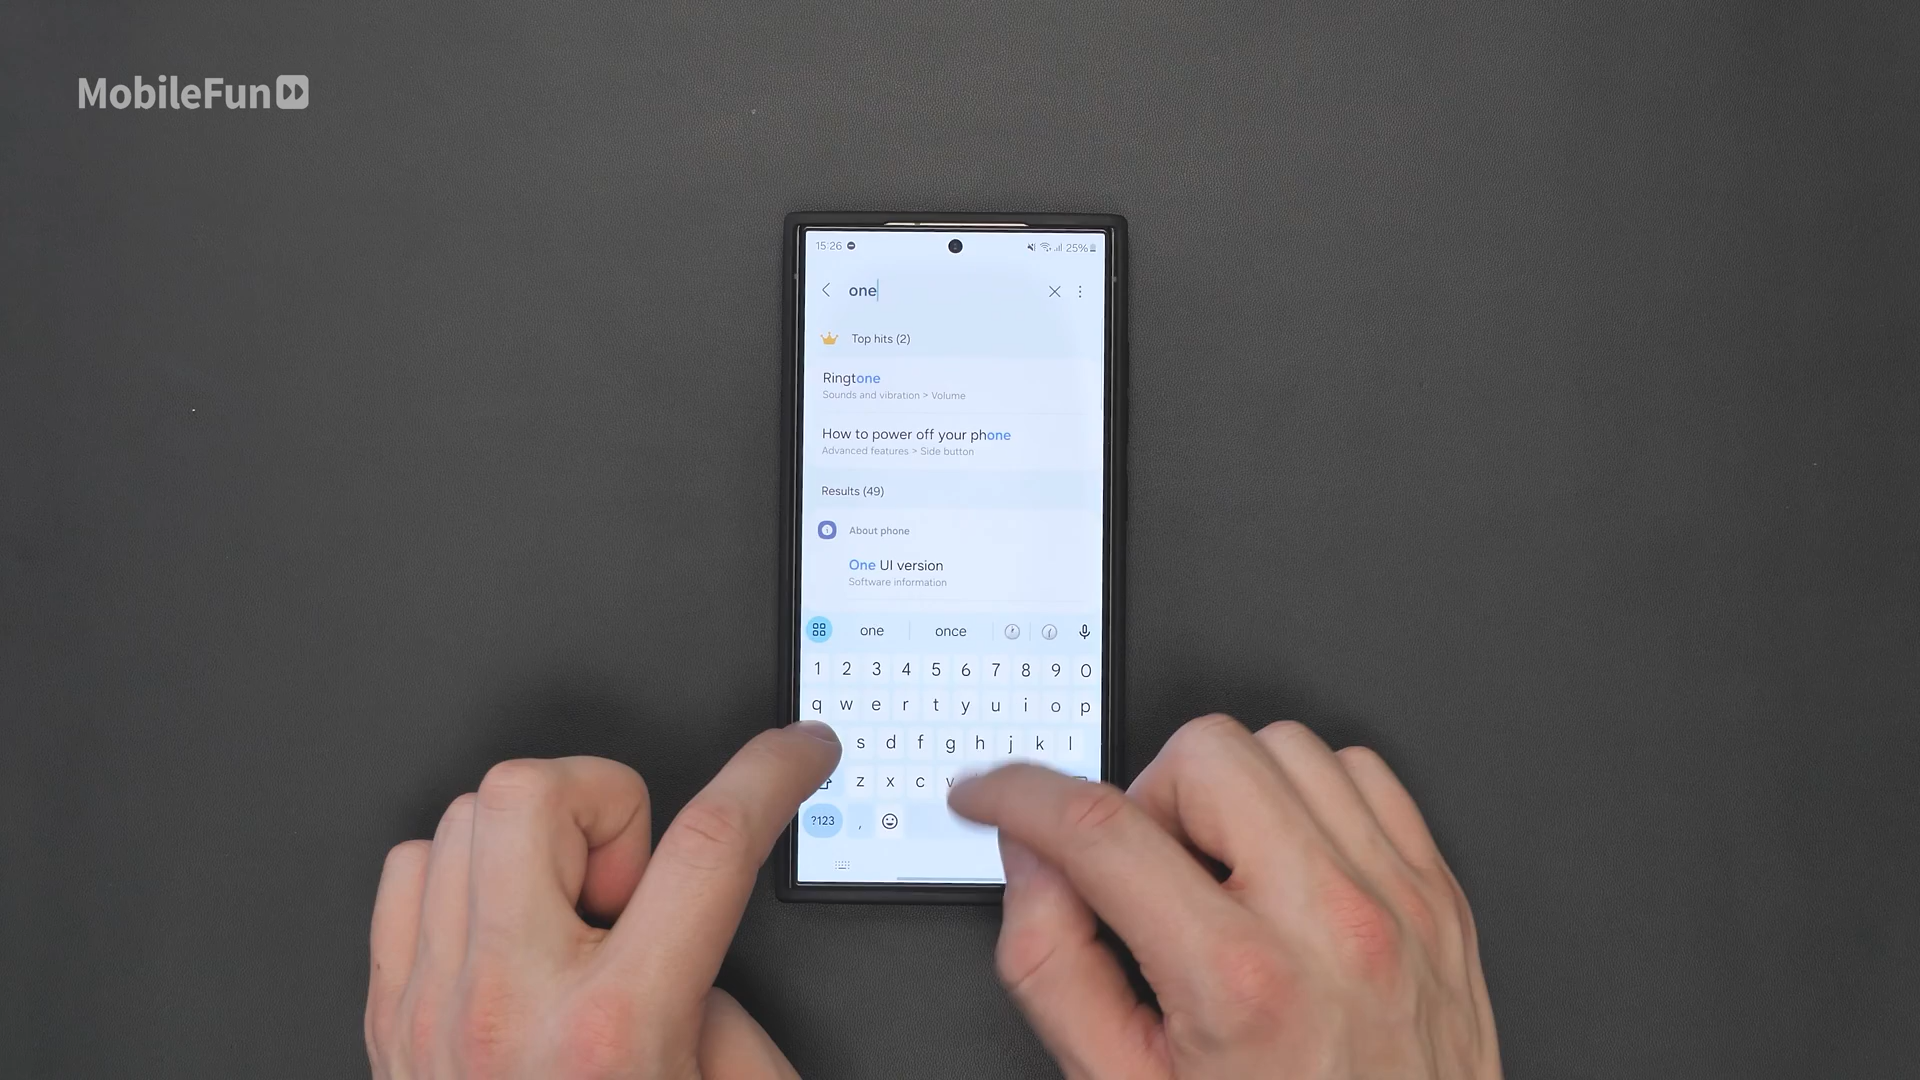 MobileFun
15:26
25%
one
Top hits (2)
Ringtone
Sounds and vibration > Volume
How to power off your phone
Advanced features > Side button
Results (49)
About phone
One UI version
Software information
one once
1 2 3 4 5 6 7 8 9 0
q w e r t y u i o p
s d f g h j k l
z x c v
?123 ,